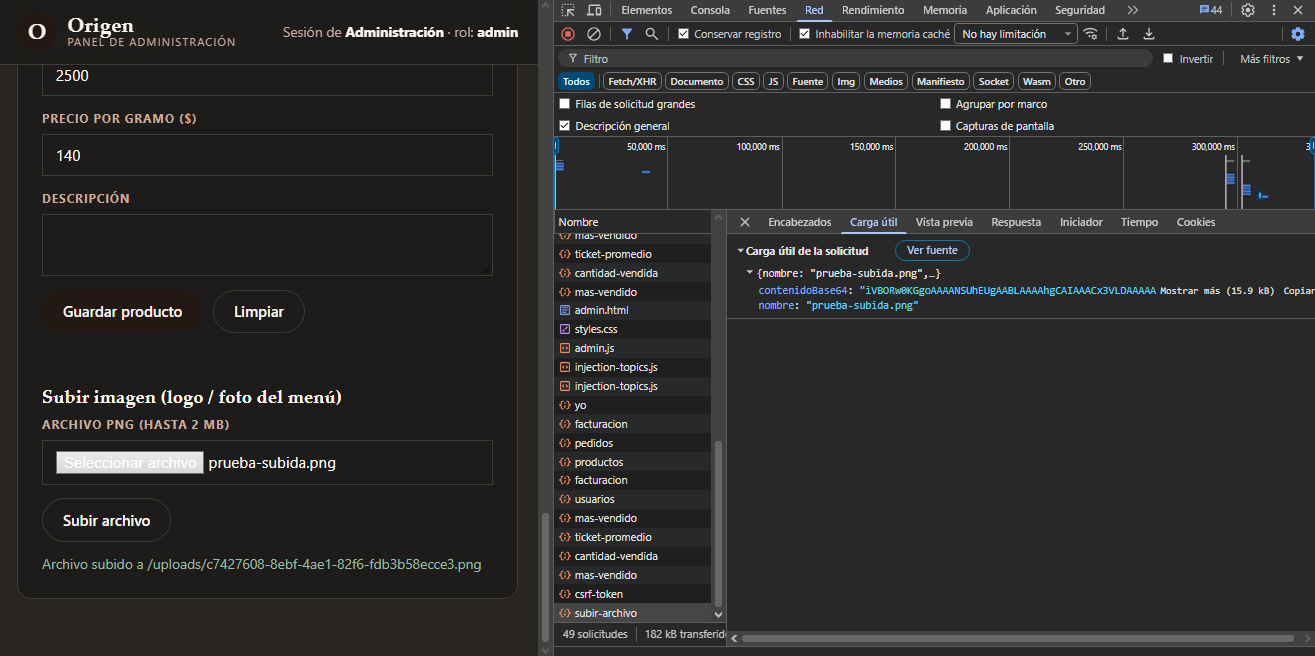 O Origen
PANEL DE ADMINISTRACIÓN
Sesión de Administración · rol: admin
2500
PRECIO POR GRAMO ($)
140
DESCRIPCIÓN
Guardar producto Limpiar
Subir imagen (logo / foto del menú)
ARCHIVO PNG (HASTA 2 MB)
Seleccionar archivo prueba-subida.png
Subir archivo
Archivo subido a /uploads/c7427608-8ebf-4ae1-82f6-fdb3b58ecce3.png
Elementos Consola Fuentes Red Rendimiento Memoria Aplicación Seguridad 44
Conservar registro Inhabilitar la memoria caché No hay limitación
Filtro Invertir Más filtros
Todos Fetch/XHR Documento CSS JS Fuente Img Medios Manifiesto Socket Wasm Otro
Filas de solicitud grandes Agrupar por marco
Descripción general Capturas de pantalla
50,000 ms 100,000 ms 150,000 ms 200,000 ms 250,000 ms 300,000 ms 3
Nombre
mas-vendido
ticket-promedio
cantidad-vendida
mas-vendido
admin.html
styles.css
admin.js
injection-topics.js
injection-topics.js
yo
facturacion
pedidos
productos
facturacion
usuarios
mas-vendido
ticket-promedio
cantidad-vendida
mas-vendido
csrf-token
subir-archivo
49 solicitudes 182 kB transferid
Encabezados Carga útil Vista previa Respuesta Iniciador Tiempo Cookies
Carga útil de la solicitud Ver fuente
{nombre: "prueba-subida.png",…}
contenidoBase64: "iVBORw0KGgoAAAANSUhEUgAABLAAAAhgCAIAAACx3VLDAAAAA Mostrar más (15.9 kB) Copiar
nombre: "prueba-subida.png"